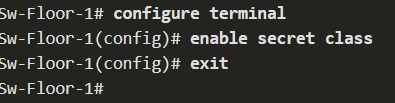 Sw-Floor-1# configure terminal
Sw-Floor-1(config)# enable secret class
Sw-Floor-1(config)# exit
Sw-Floor-1#